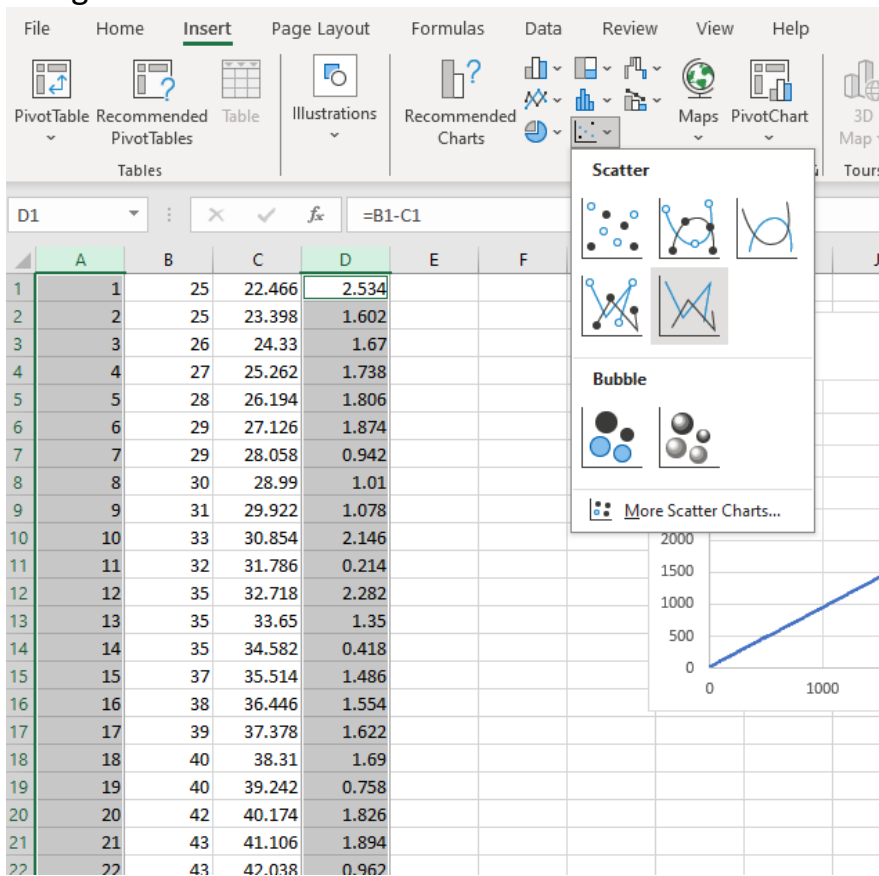 File Home Insert Page Layout Formulas Data Review View Help
PivotTable Recommended PivotTables Table Illustrations Recommended Charts Maps PivotChart 3D Map
Tables Tours
D1 fx =B1-C1
Scatter
Bubble
More Scatter Charts...
A B C D E F J
1 1 25 22.466 2.534
2 2 25 23.398 1.602
3 3 26 24.33 1.67
4 4 27 25.262 1.738
5 5 28 26.194 1.806
6 6 29 27.126 1.874
7 7 29 28.058 0.942
8 8 30 28.99 1.01
9 9 31 29.922 1.078
10 10 33 30.854 2.146
11 11 32 31.786 0.214
12 12 35 32.718 2.282
13 13 35 33.65 1.35
14 14 35 34.582 0.418
15 15 37 35.514 1.486
16 16 38 36.446 1.554
17 17 39 37.378 1.622
18 18 40 38.31 1.69
19 19 40 39.242 0.758
20 20 42 40.174 1.826
21 21 43 41.106 1.894
22 22 43 42.038 0.962
2000
1500
1000
500
0
0 1000